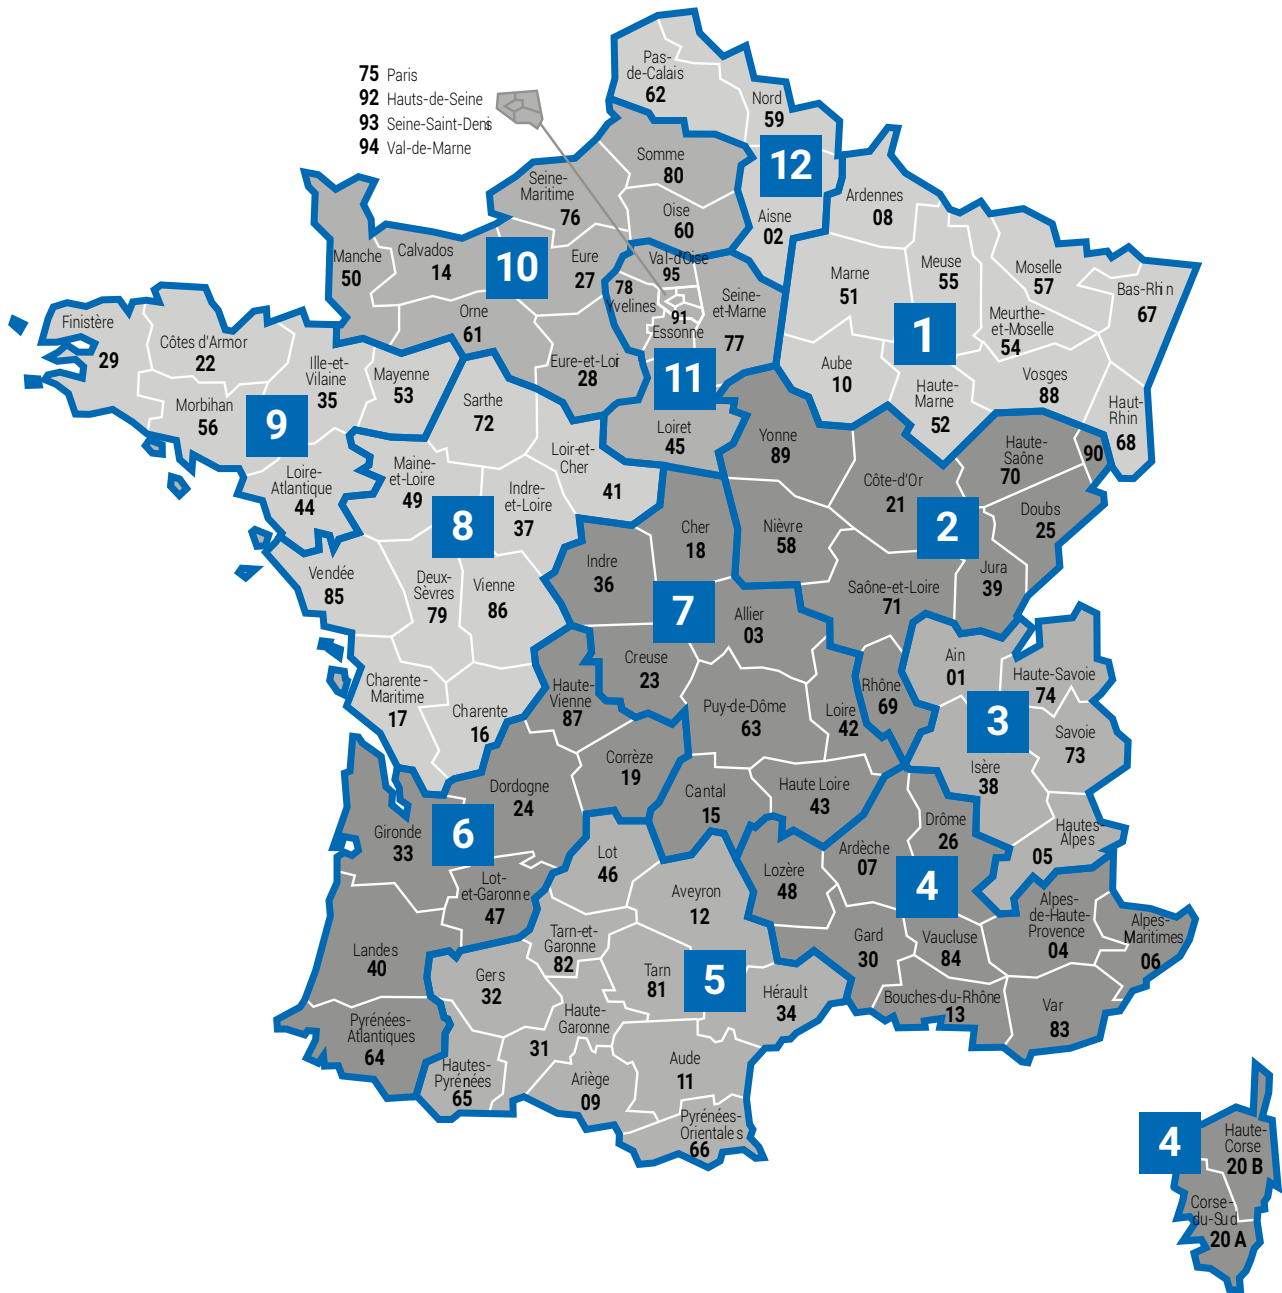 75 Paris
92 Hauts-de-Seine
93 Seine-Saint-Denis
94 Val-de-Marne
Pas-
de-Calais
62
Nord
59
12
Somme
80
Seine-
Maritime
76
Oise
60
Aisne
02
Ardennes
08
Manche
50
Calvados
14
10
Eure
27
Val-d'Oise
95
78
Yvelines
91
Essonne
Seine-
et-Marne
77
Marne
51
Meuse
55
Moselle
57
Bas-Rhin
67
Meurthe-
et-Moselle
54
1
Orne
61
Eure-et-Loi
28
11
Aube
10
Haute-
Marne
52
Vosges
88
Haut-
Rhin
68
Finistère
29
Côtes d'Armor
22
Ille-et-
Vilaine
35
Mayenne
53
Morbihan
56
9
Sarthe
72
Loiret
45
Yonne
89
Loire-
Atlantique
44
Maine-
et-Loire
49
Loir-et-
Cher
41
Indre-
et-Loire
37
8
Haute-
Saône
70
90
Côte-d'Or
21
2
Doubs
25
Cher
18
Nièvre
58
Indre
36
Jura
39
Saône-et-Loire
71
Vendée
85
Deux-
Sèvres
79
Vienne
86
7
Allier
03
Creuse
23
Ain
01
Haute-Savoie
74
Rhône
69
Charente-
Maritime
17
Charente
16
Haute-
Vienne
87
Puy-de-Dôme
63
Loire
42
3
Savoie
73
Isère
38
Corrèze
19
Dordogne
24
Cantal
15
Haute Loire
43
Gironde
33
6
Drôme
26
Hautes-
Alpes
05
Ardèche
07
4
Lot
46
Lozère
48
Lot-
et-Garonne
47
Aveyron
12
Alpes-
de-Haute-
Provence
04
Alpes-
Maritimes
06
Landes
40
Tarn-et-
Garonne
82
Gard
30
Vaucluse
84
Gers
32
Tarn
81
5
Hérault
34
Bouches-du-Rhône
13
Var
83
Pyrénées-
Atlantiques
64
Haute-
Garonne
31
Hautes-
Pyrénées
65
Ariège
09
Aude
11
Pyrénées-
Orientales
66
4
Haute-
Corse
20 B
Corse-
du-Sud
20 A